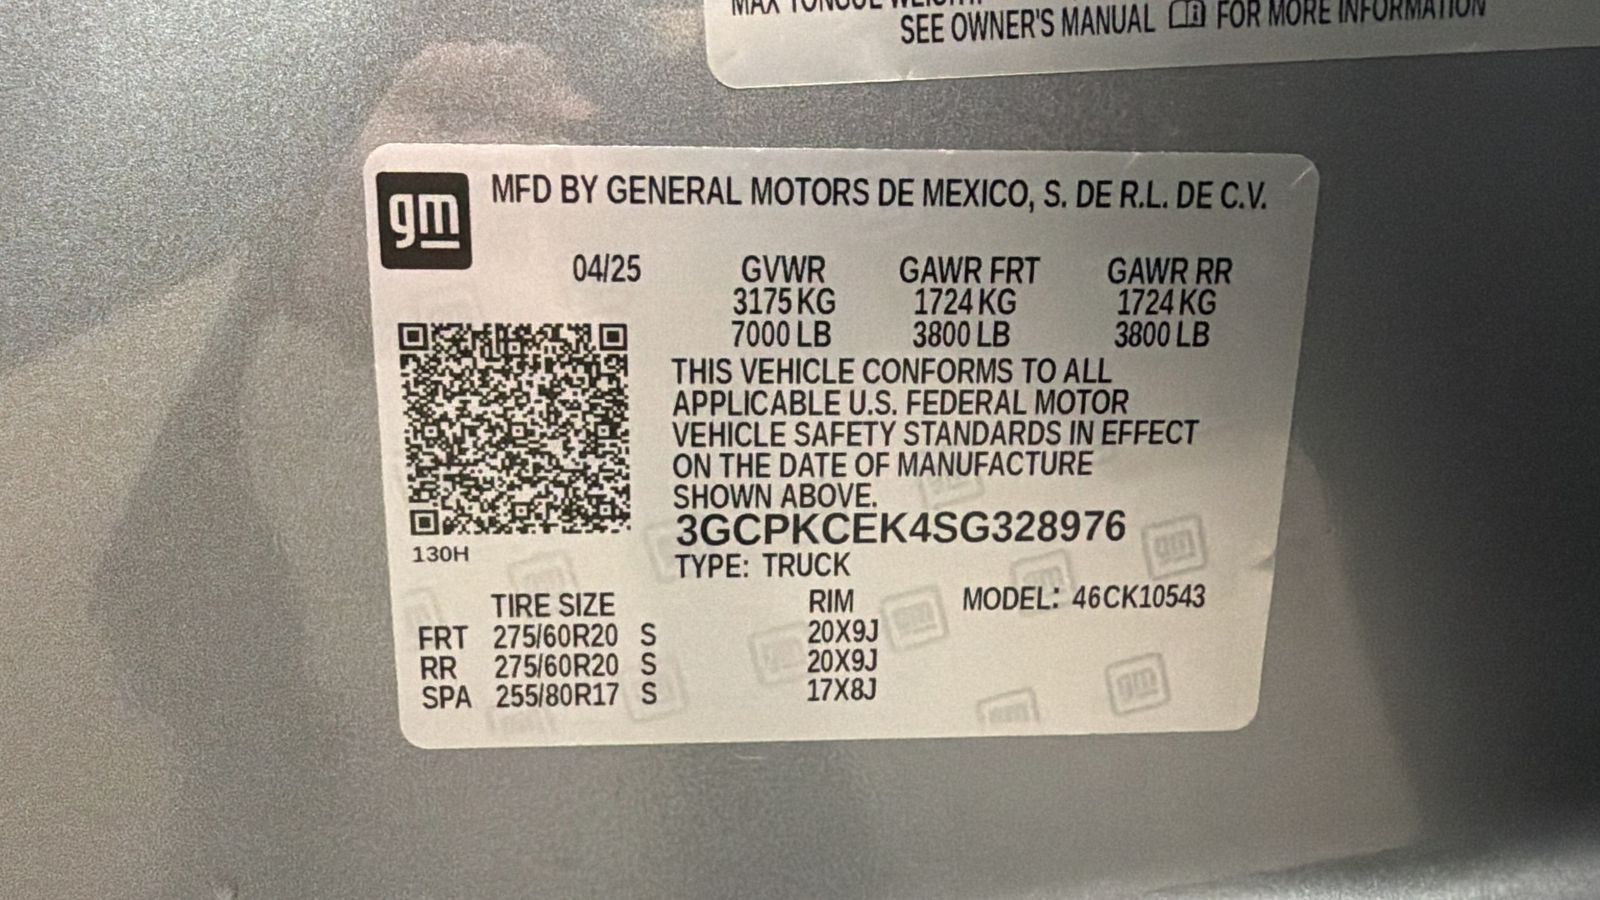 MAX TONGUE WEIGHT:
SEE OWNER'S MANUAL FOR MORE INFORMATION
gm
MFD BY GENERAL MOTORS DE MEXICO, S. DE R.L. DE C.V.
04/25 GVWR GAWR FRT GAWR RR
3175 KG 1724 KG 1724 KG
7000 LB 3800 LB 3800 LB
THIS VEHICLE CONFORMS TO ALL
APPLICABLE U.S. FEDERAL MOTOR
VEHICLE SAFETY STANDARDS IN EFFECT
ON THE DATE OF MANUFACTURE
SHOWN ABOVE.
3GCPKCEK4SG328976
130H
TYPE: TRUCK
TIRE SIZE RIM MODEL: 46CK10543
FRT 275/60R20 S 20X9J
RR 275/60R20 S 20X9J
SPA 255/80R17 S 17X8J